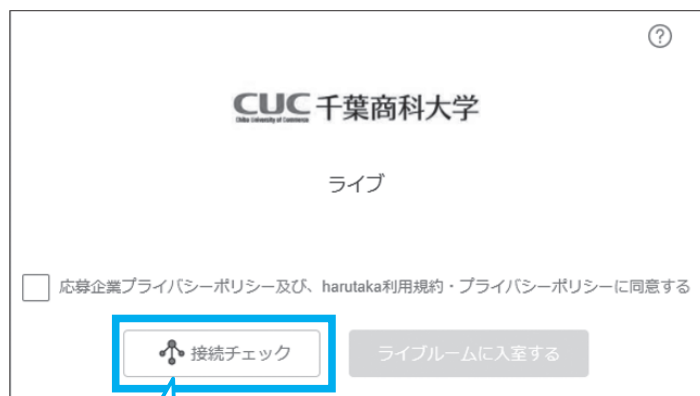 ?
CUC 千葉商科大学
Chiba University of Commerce
ライブ
応募企業プライバシーポリシー及び、harutaka利用規約・プライバシーポリシーに同意する
接続チェック ライブルームに入室する